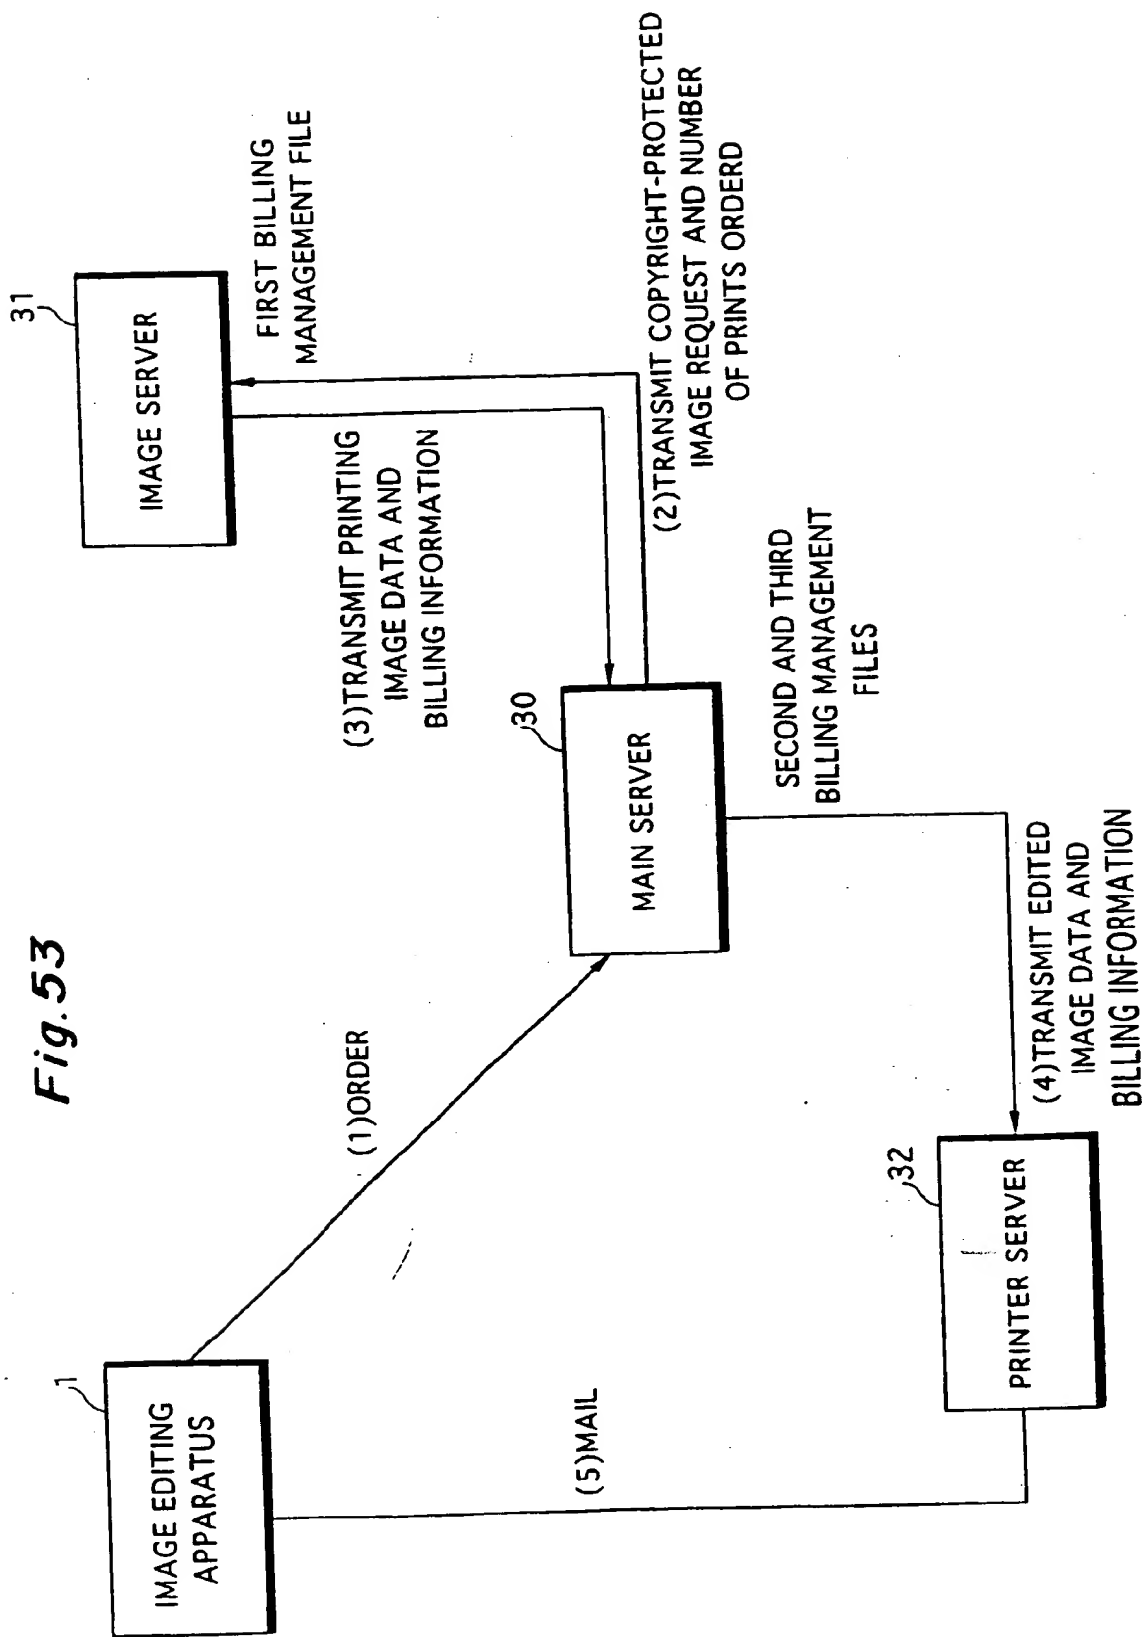 Fig.53
1
IMAGE EDITING
APPARATUS
(1)ORDER
31
IMAGE SERVER
FIRST BILLING
MANAGEMENT FILE
(3)TRANSMIT PRINTING
IMAGE DATA AND
BILLING INFORMATION
(2)TRANSMIT COPYRIGHT-PROTECTED
IMAGE REQUEST AND NUMBER
OF PRINTS ORDERD
30
MAIN SERVER
SECOND AND THIRD
BILLING MANAGEMENT
FILES
(5)MAIL
32
PRINTER SERVER
(4)TRANSMIT EDITED
IMAGE DATA AND
BILLING INFORMATION